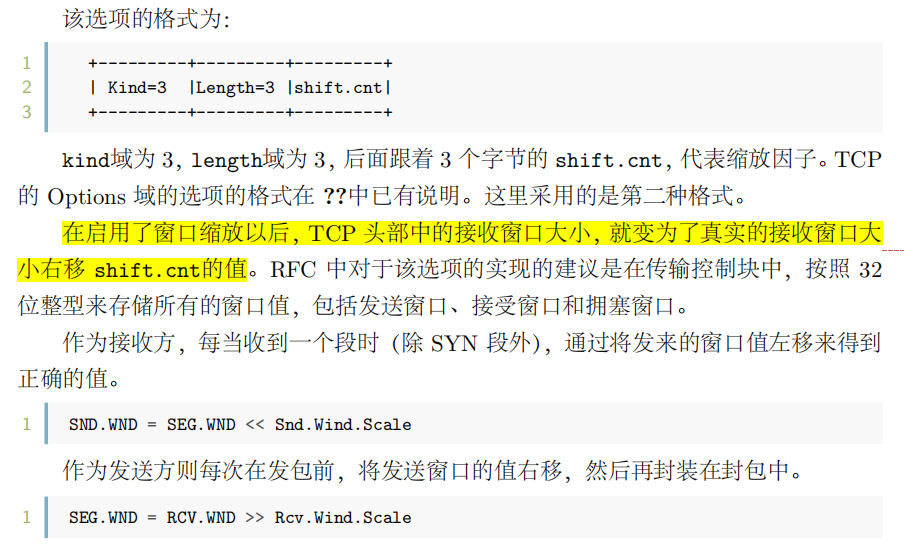 该选项的格式为:
1 +---------+---------+---------+
2 | Kind=3  |Length=3 |shift.cnt|
3 +---------+---------+---------+
kind域为 3, length域为 3, 后面跟着 3 个字节的 shift.cnt, 代表缩放因子。TCP
的 Options 域的选项的格式在 ??中已有说明。这里采用的是第二种格式。
在启用了窗口缩放以后, TCP 头部中的接收窗口大小, 就变为了真实的接收窗口大
小右移 shift.cnt的值。RFC 中对于该选项的实现的建议是在传输控制块中, 按照 32
位整型来存储所有的窗口值, 包括发送窗口、接受窗口和拥塞窗口。
作为接收方, 每当收到一个段时 (除 SYN 段外), 通过将发来的窗口值左移来得到
正确的值。
1 SND.WND = SEG.WND << Snd.Wind.Scale
作为发送方则每次在发包前, 将发送窗口的值右移, 然后再封装在封包中。
1 SEG.WND = RCV.WND >> Rcv.Wind.Scale